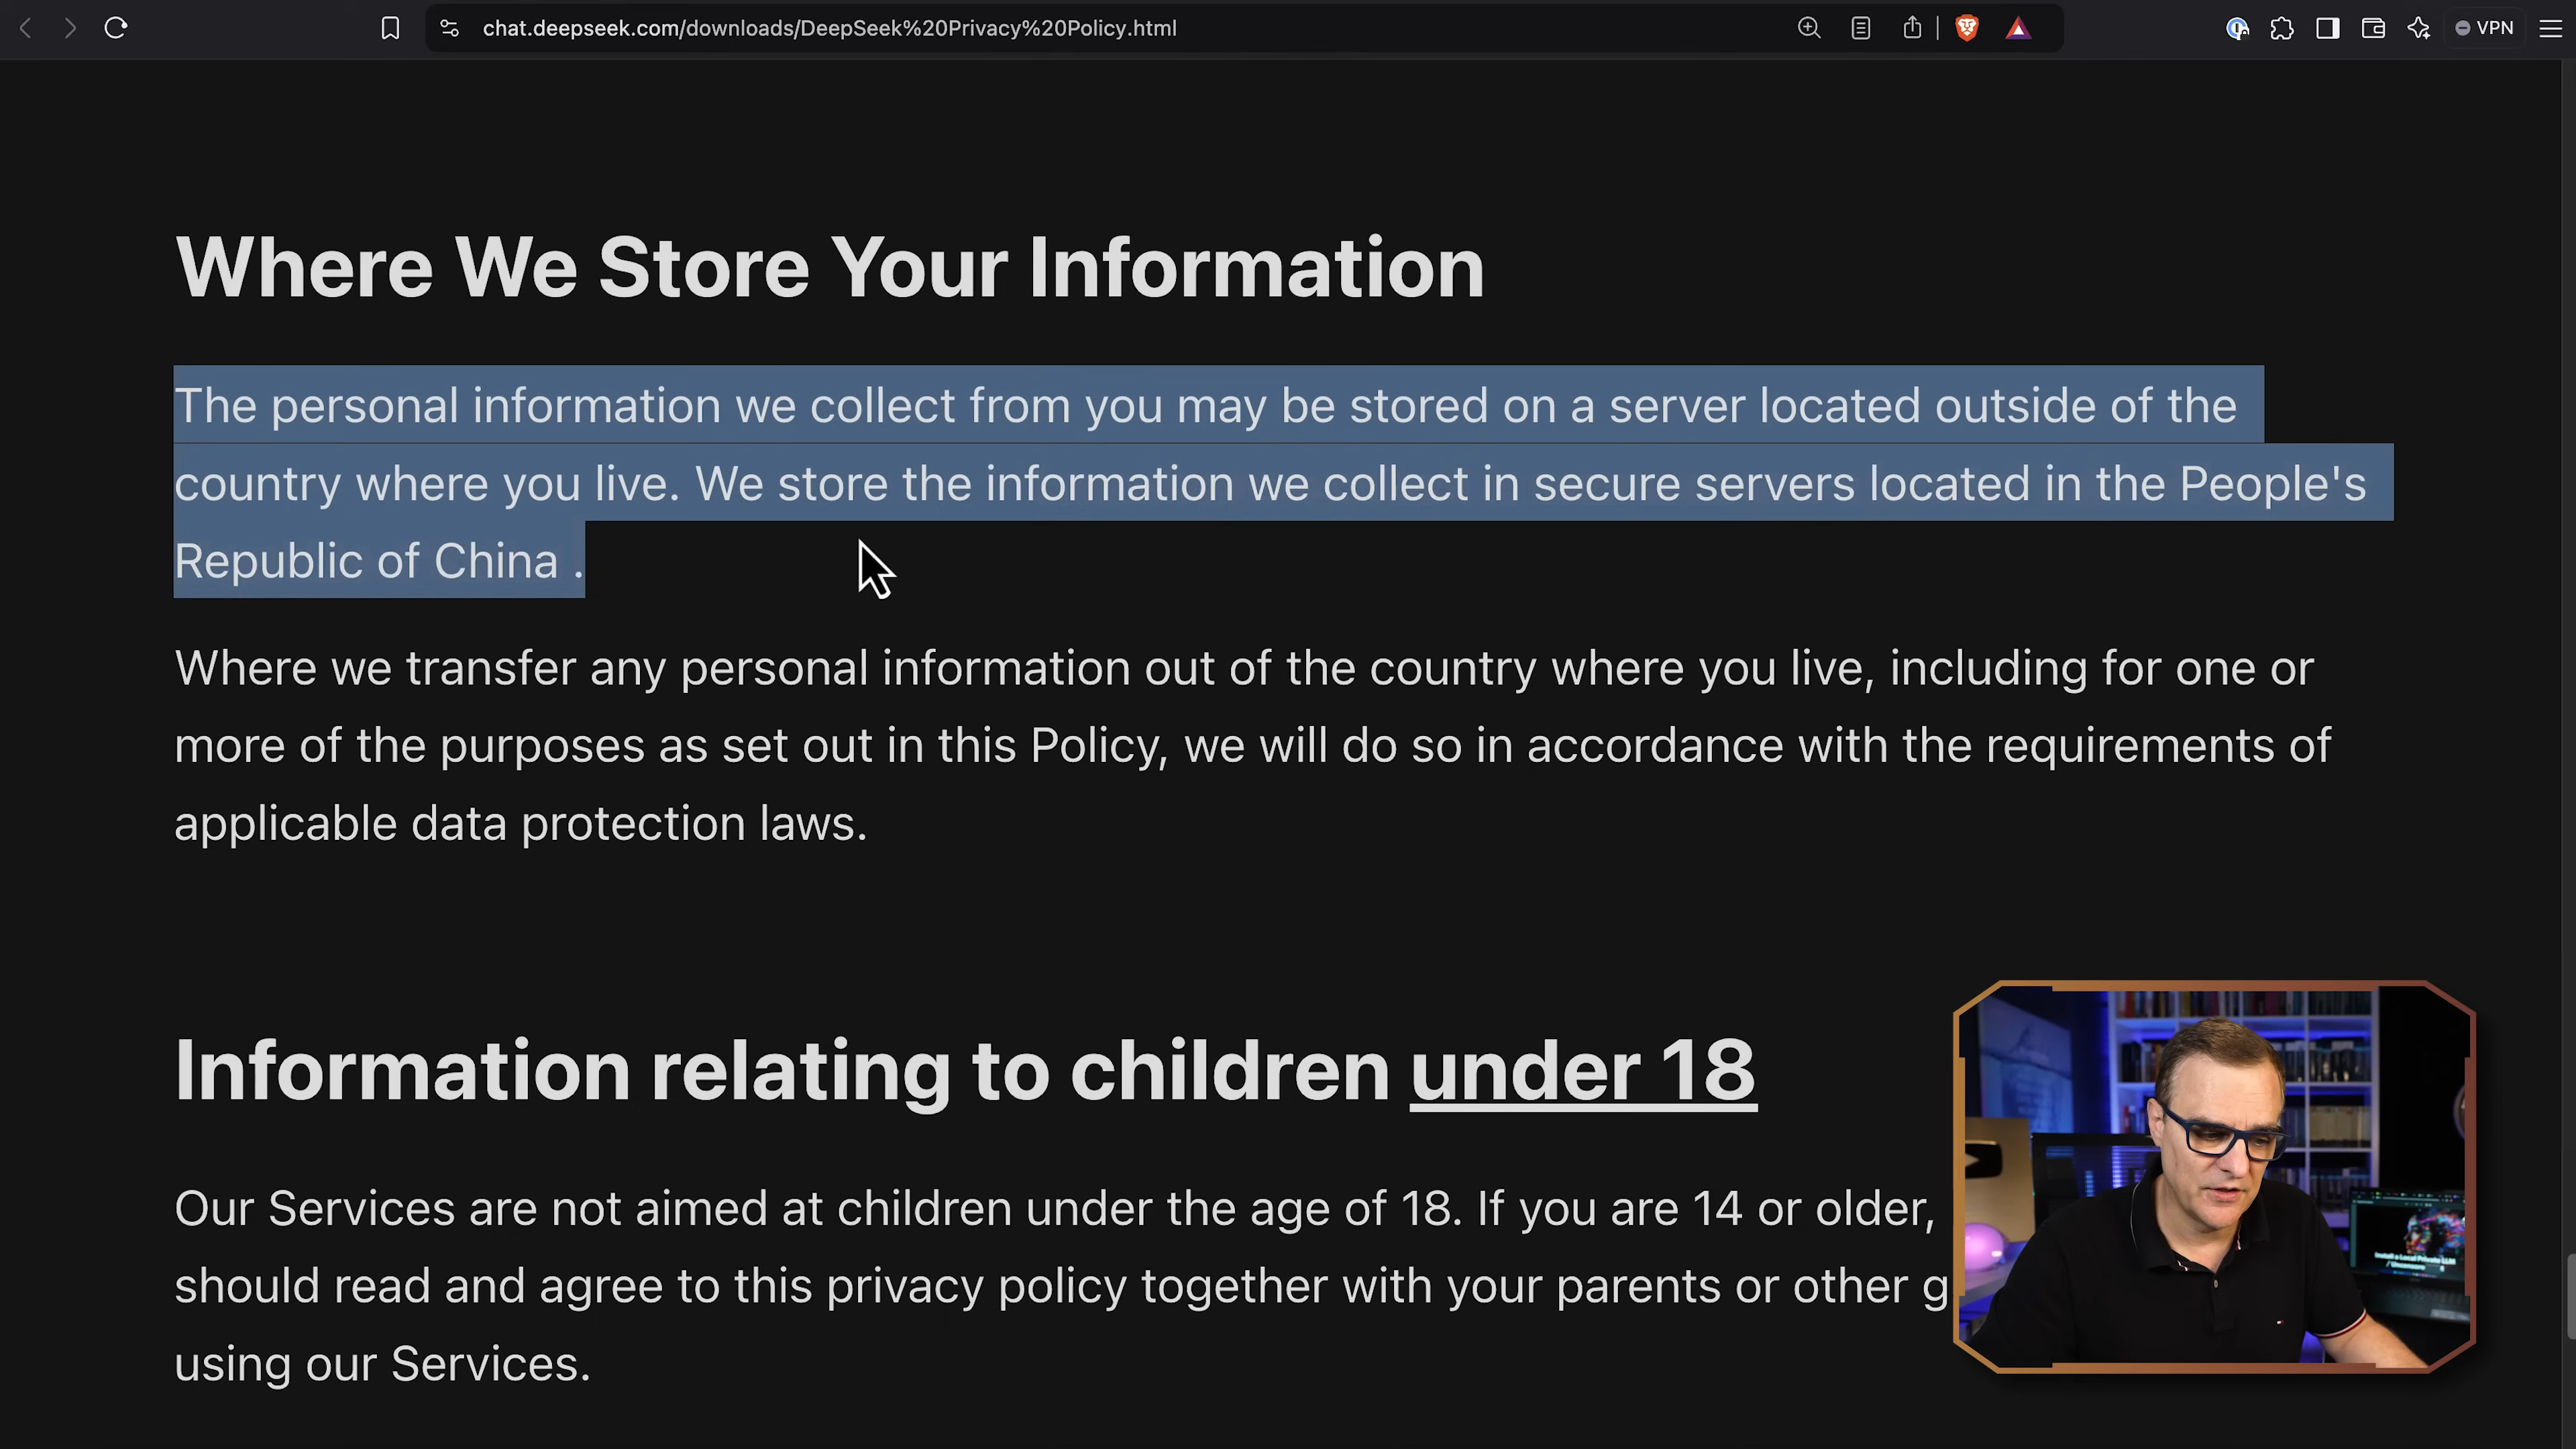 chat.deepseek.com/downloads/DeepSeek%20Privacy%20Policy.html
VPN
Where We Store Your Information
The personal information we collect from you may be stored on a server located outside of the
country where you live. We store the information we collect in secure servers located in the People's
Republic of China .
Where we transfer any personal information out of the country where you live, including for one or
more of the purposes as set out in this Policy, we will do so in accordance with the requirements of
applicable data protection laws.
Information relating to children under 18
Our Services are not aimed at children under the age of 18. If you are 14 or older,
should read and agree to this privacy policy together with your parents or other g
using our Services.
Install a Local Private LLM